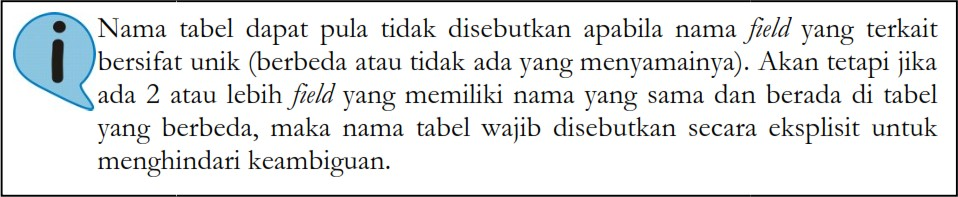 Nama tabel dapat pula tidak disebutkan apabila nama field yang terkait
bersifat unik (berbeda atau tidak ada yang menyamainya). Akan tetapi jika
ada 2 atau lebih field yang memiliki nama yang sama dan berada di tabel
yang berbeda, maka nama tabel wajib disebutkan secara eksplisit untuk
menghindari keambiguan.